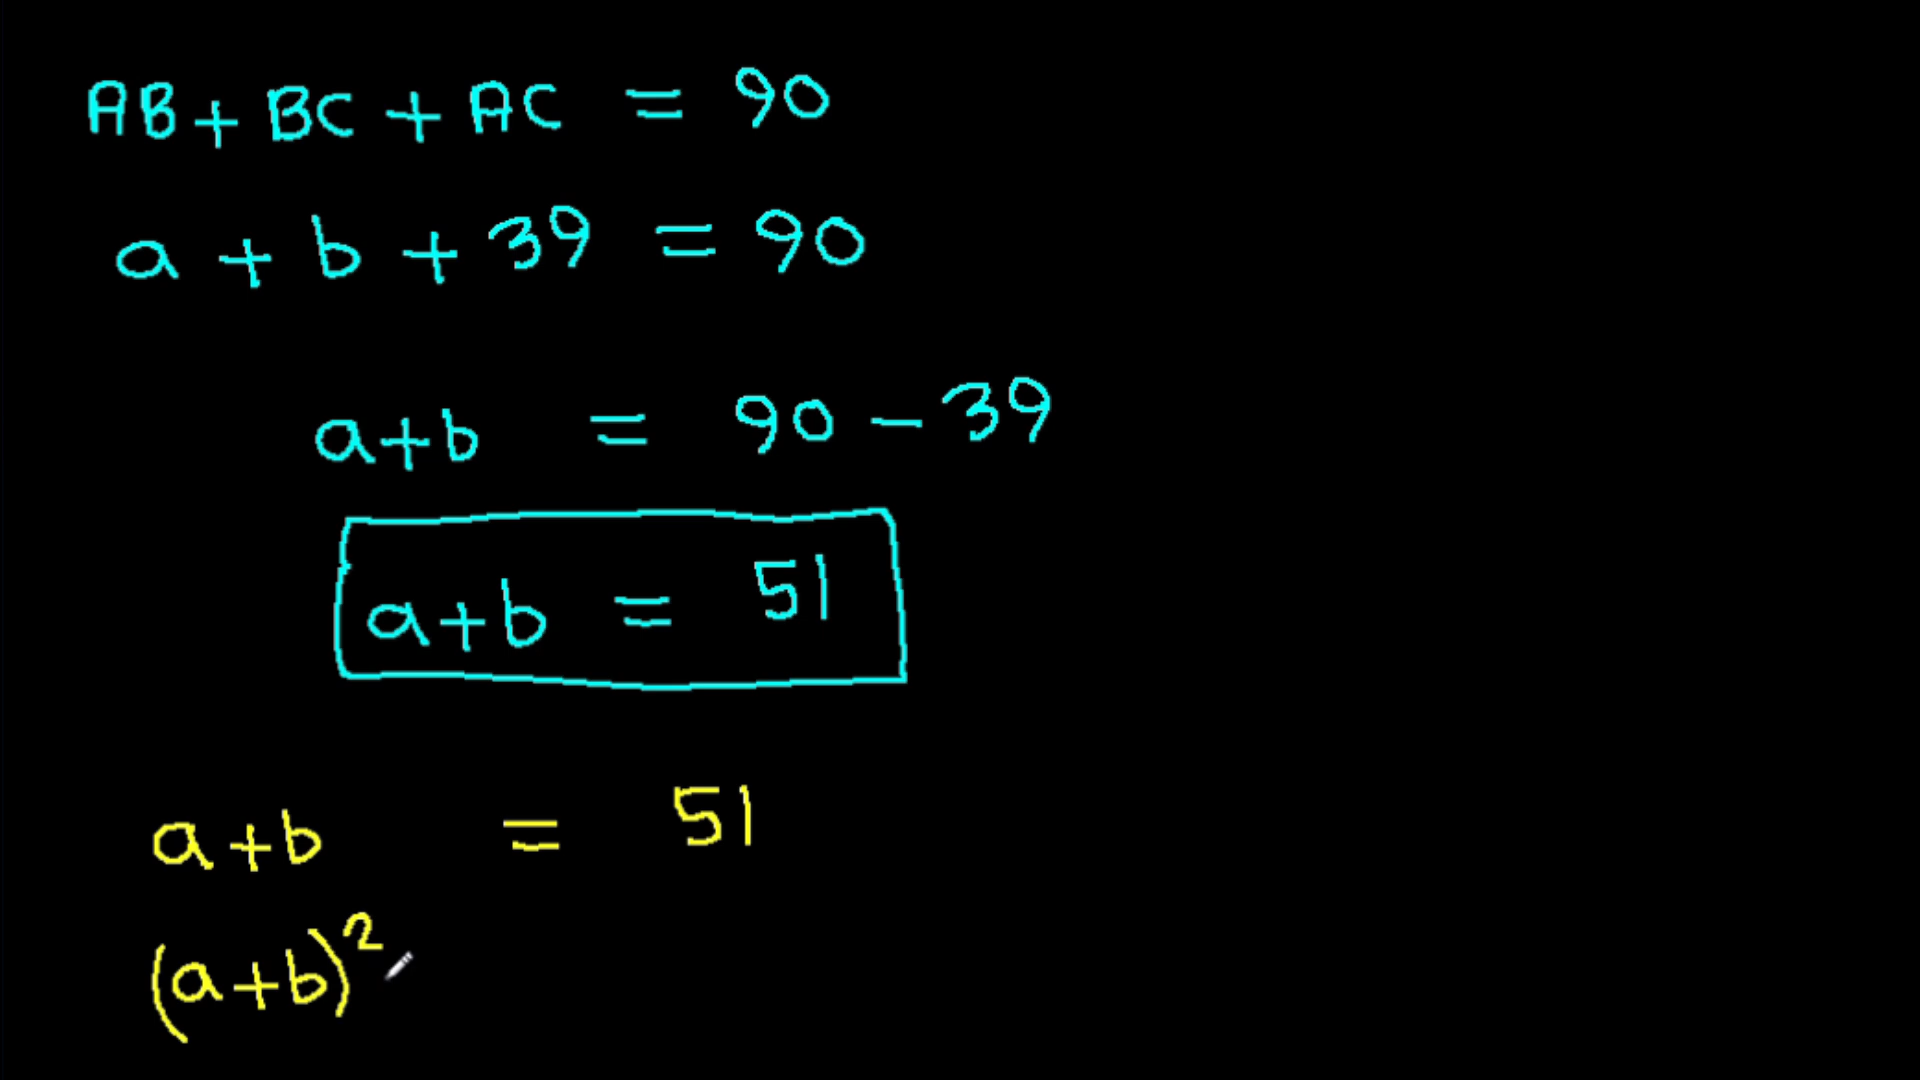 AB + BC + AC = 90
a + b + 39 = 90
a+b = 90 - 39
a+b = 51
a+b = 51
(a+b)²